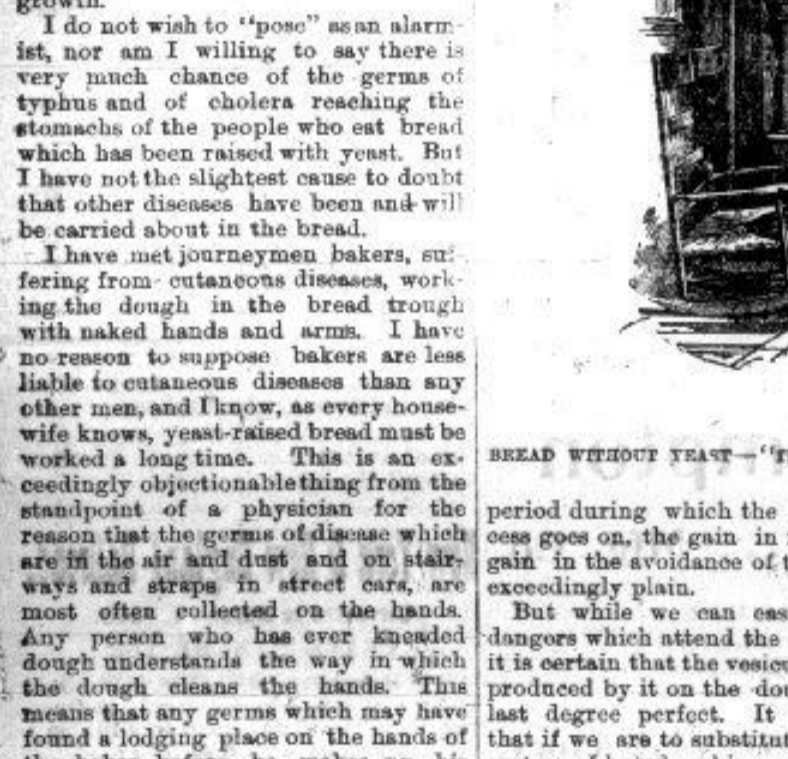 growth.
I do not wish to "pose" as an alarm-
ist, nor am I willing to say there is
very much chance of the germs of
typhus and of cholera reaching the
stomachs of the people who eat bread
which has been raised with yeast. But
I have not the slightest cause to doubt
that other diseases have been and will
be carried about in the bread.
I have met journeymen bakers, suf-
fering from cutaneous diseases, work-
ing the dough in the bread trough
with naked hands and arms. I have
no reason to suppose bakers are less
liable to cutaneous diseases than any
other men, and I know, as every house-
wife knows, yeast-raised bread must be
worked a long time. This is an ex-
ceedingly objectionable thing from the
standpoint of a physician for the
reason that the germs of disease which
are in the air and dust and on stair-
ways and straps in street cars, are
most often collected on the hands.
Any person who has ever kneaded
dough understands the way in which
the dough cleans the hands. This
means that any germs which may have
found a lodging place on the hands of
BREAD WITHOUT YEAST—"
period during which the
cess goes on, the gain in
gain in the avoidance of
exceedingly plain.
But while we can eas
dangers which attend the
it is certain that the vesicu
produced by it on the dou
last degree perfect. It
that if we are to substitut